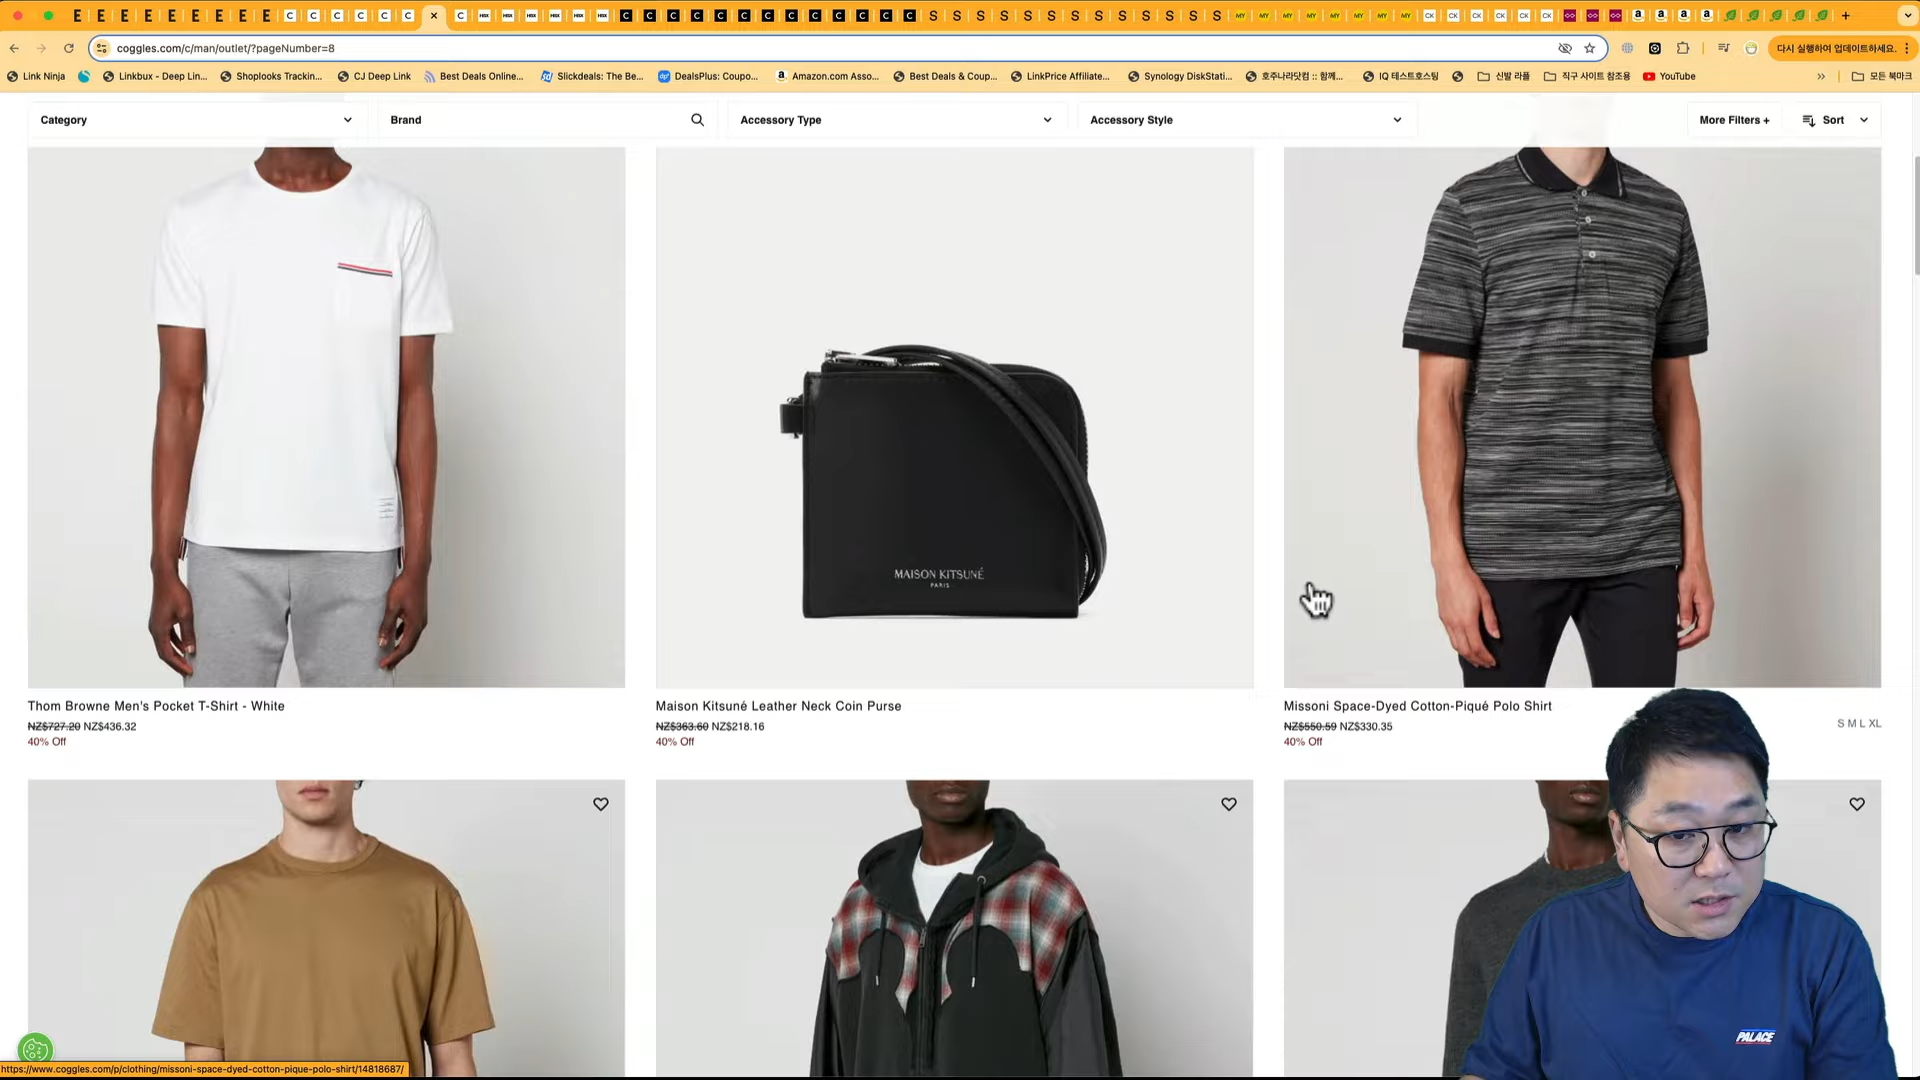 coggles.com/c/man/outlet/?pageNumber=8
다시 실행하여 업데이트하세요.
Link Ninja
Linkbux - Deep Lin...
Shoplooks Trackin...
CJ Deep Link
Best Deals Online...
Slickdeals: The Be...
DealsPlus: Coupo...
Amazon.com Asso...
Best Deals & Coup...
LinkPrice Affiliate...
Synology DiskStati...
호주나라닷컴 :: 함께...
IQ 테스트호스팅
신발 라플
직구 사이트 참조용
YouTube
모든 북마크
Category
Brand
Accessory Type
Accessory Style
More Filters +
Sort
MAISON KITSUNÉ
PARIS
Thom Browne Men's Pocket T-Shirt - White
NZ$727.20 NZ$436.32
40% Off
Maison Kitsuné Leather Neck Coin Purse
NZ$363.60 NZ$218.16
40% Off
Missoni Space-Dyed Cotton-Piqué Polo Shirt
NZ$550.59 NZ$330.35
S M L XL
40% Off
PALACE
https://www.coggles.com/p/clothing/missoni-space-dyed-cotton-pique-polo-shirt/14818687/